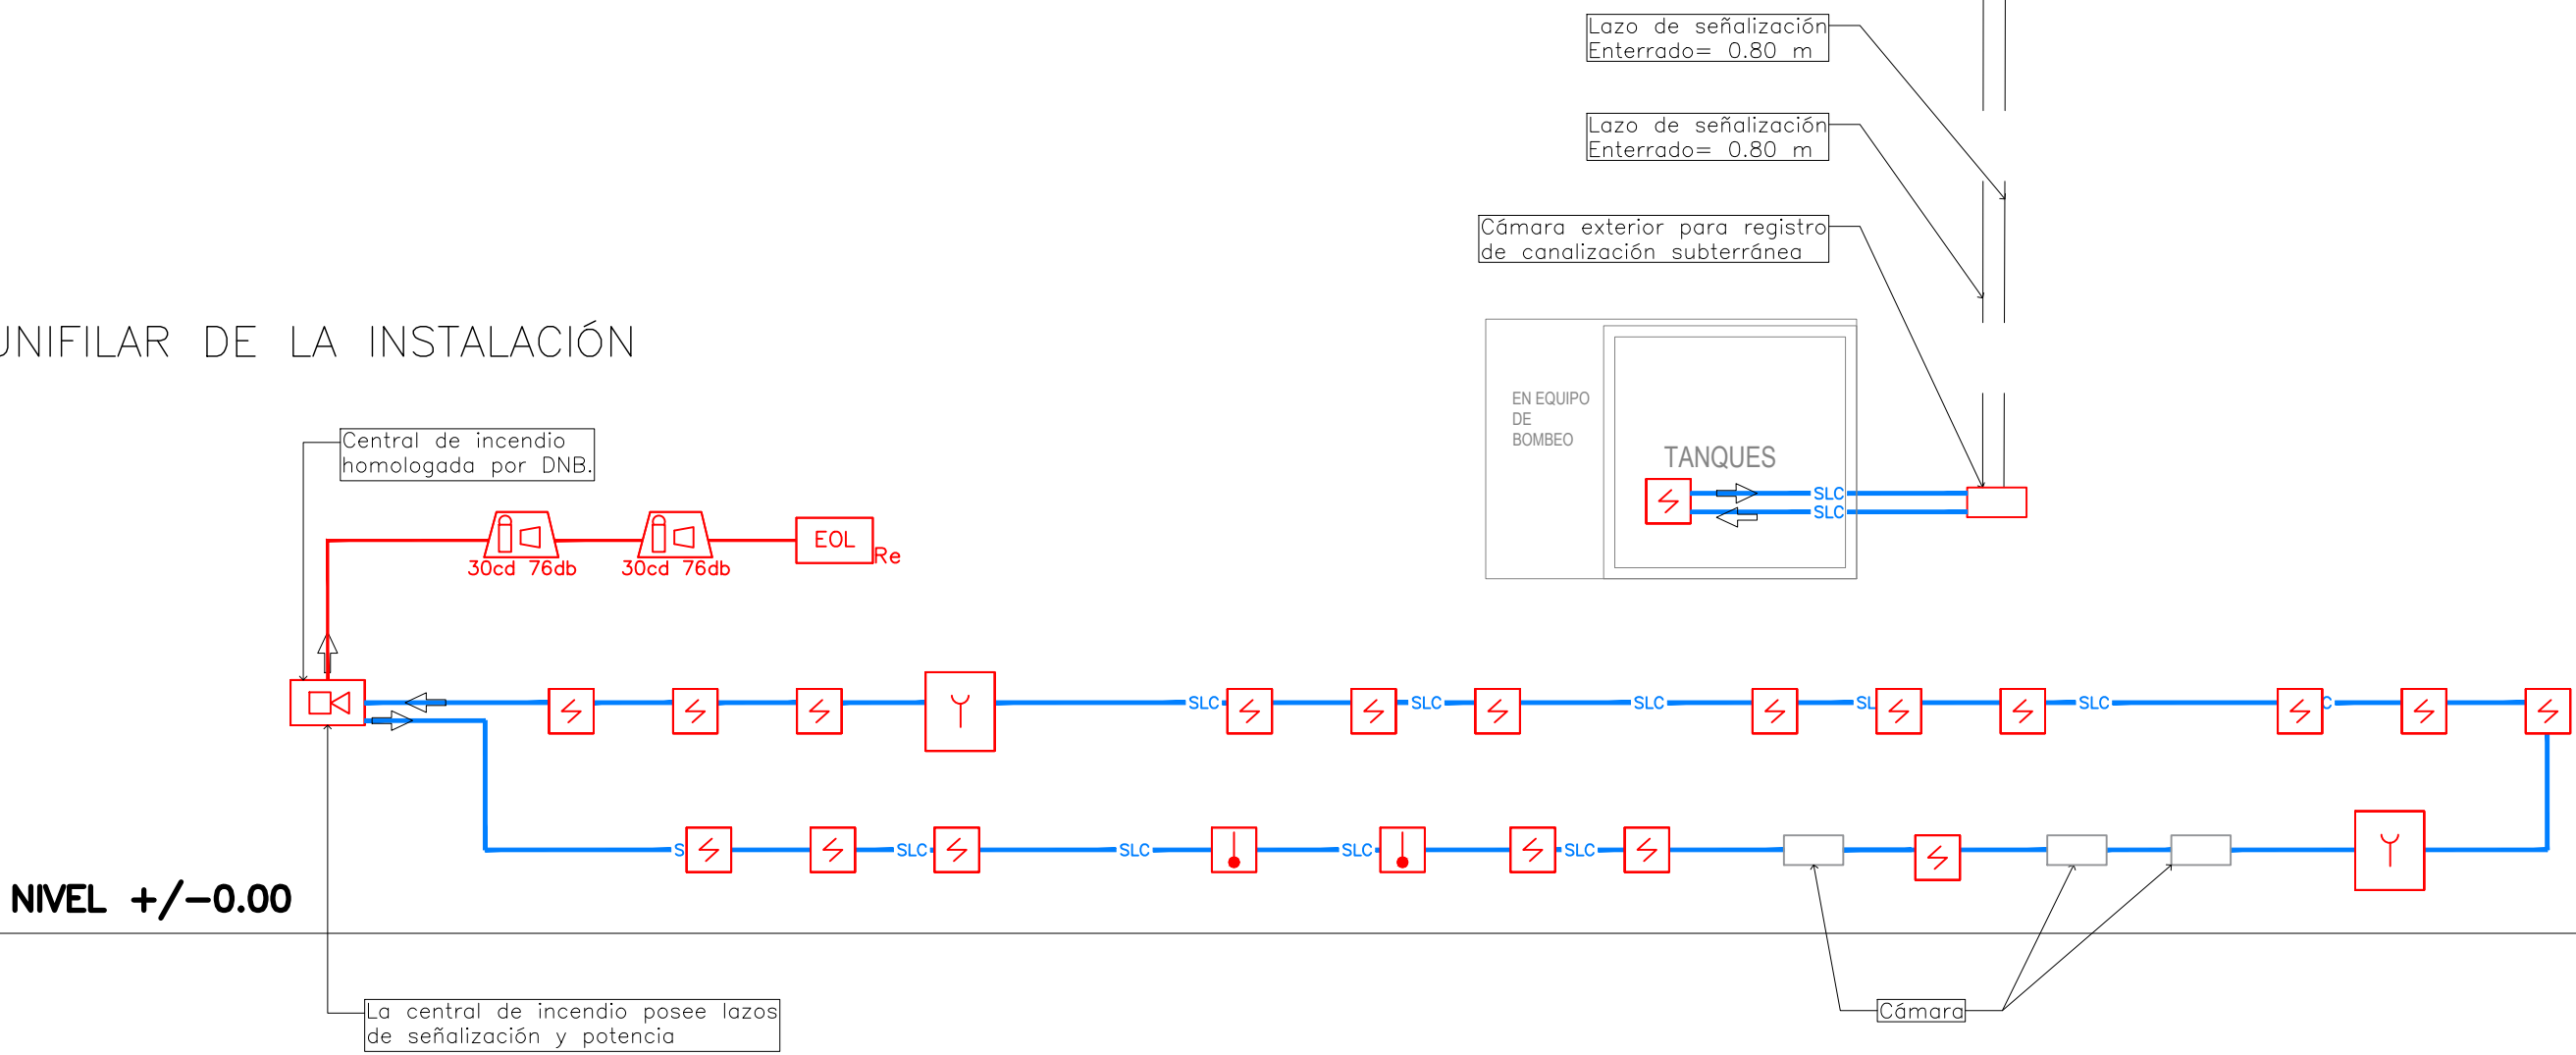 Lazo de señalización
Enterrado= 0.80 m
Lazo de señalización
Enterrado= 0.80 m
Cámara exterior para registro
de canalización subterránea
UNIFILAR DE LA INSTALACIÓN
EN EQUIPO
DE
BOMBEO
TANQUES
SLC
SLC
Central de incendio
homologada por DNB.
EOL
Re
30cd 76db
30cd 76db
SLC
SLC
SLC
SL
SLC
C
S
SLC
SLC
SLC
SLC
NIVEL +/-0.00
La central de incendio posee lazos
de señalización y potencia
Cámara